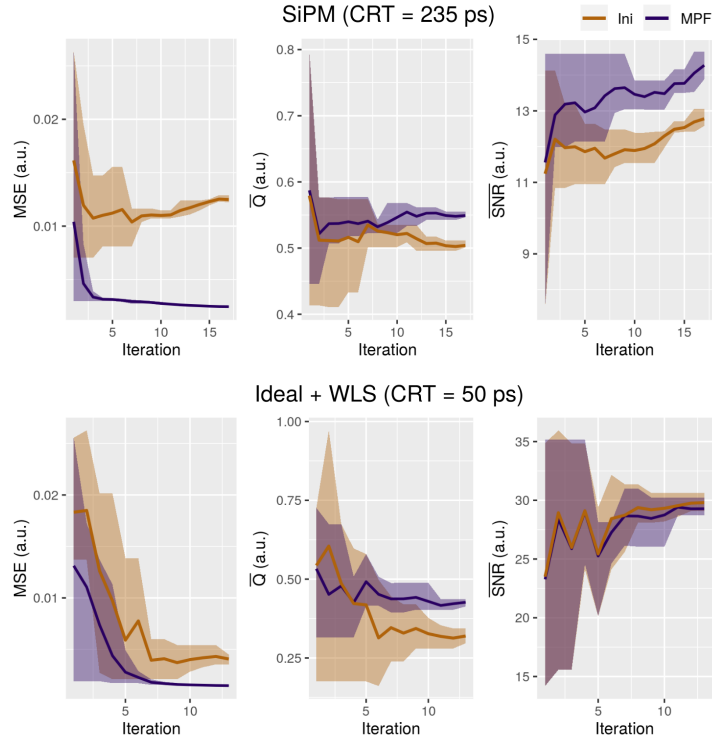 SiPM (CRT = 235 ps)
Ini MPF
MSE (a.u.)
0.02
0.01
5 10 15
Iteration
Q̅ (a.u.)
0.8
0.7
0.6
0.5
0.4
5 10 15
Iteration
S̅N̅R̅ (a.u.)
15
13
11
9
5 10 15
Iteration
Ideal + WLS (CRT = 50 ps)
MSE (a.u.)
0.02
0.01
5 10
Iteration
Q̅ (a.u.)
1.00
0.75
0.50
0.25
5 10
Iteration
S̅N̅R̅ (a.u.)
35
30
25
20
15
5 10
Iteration